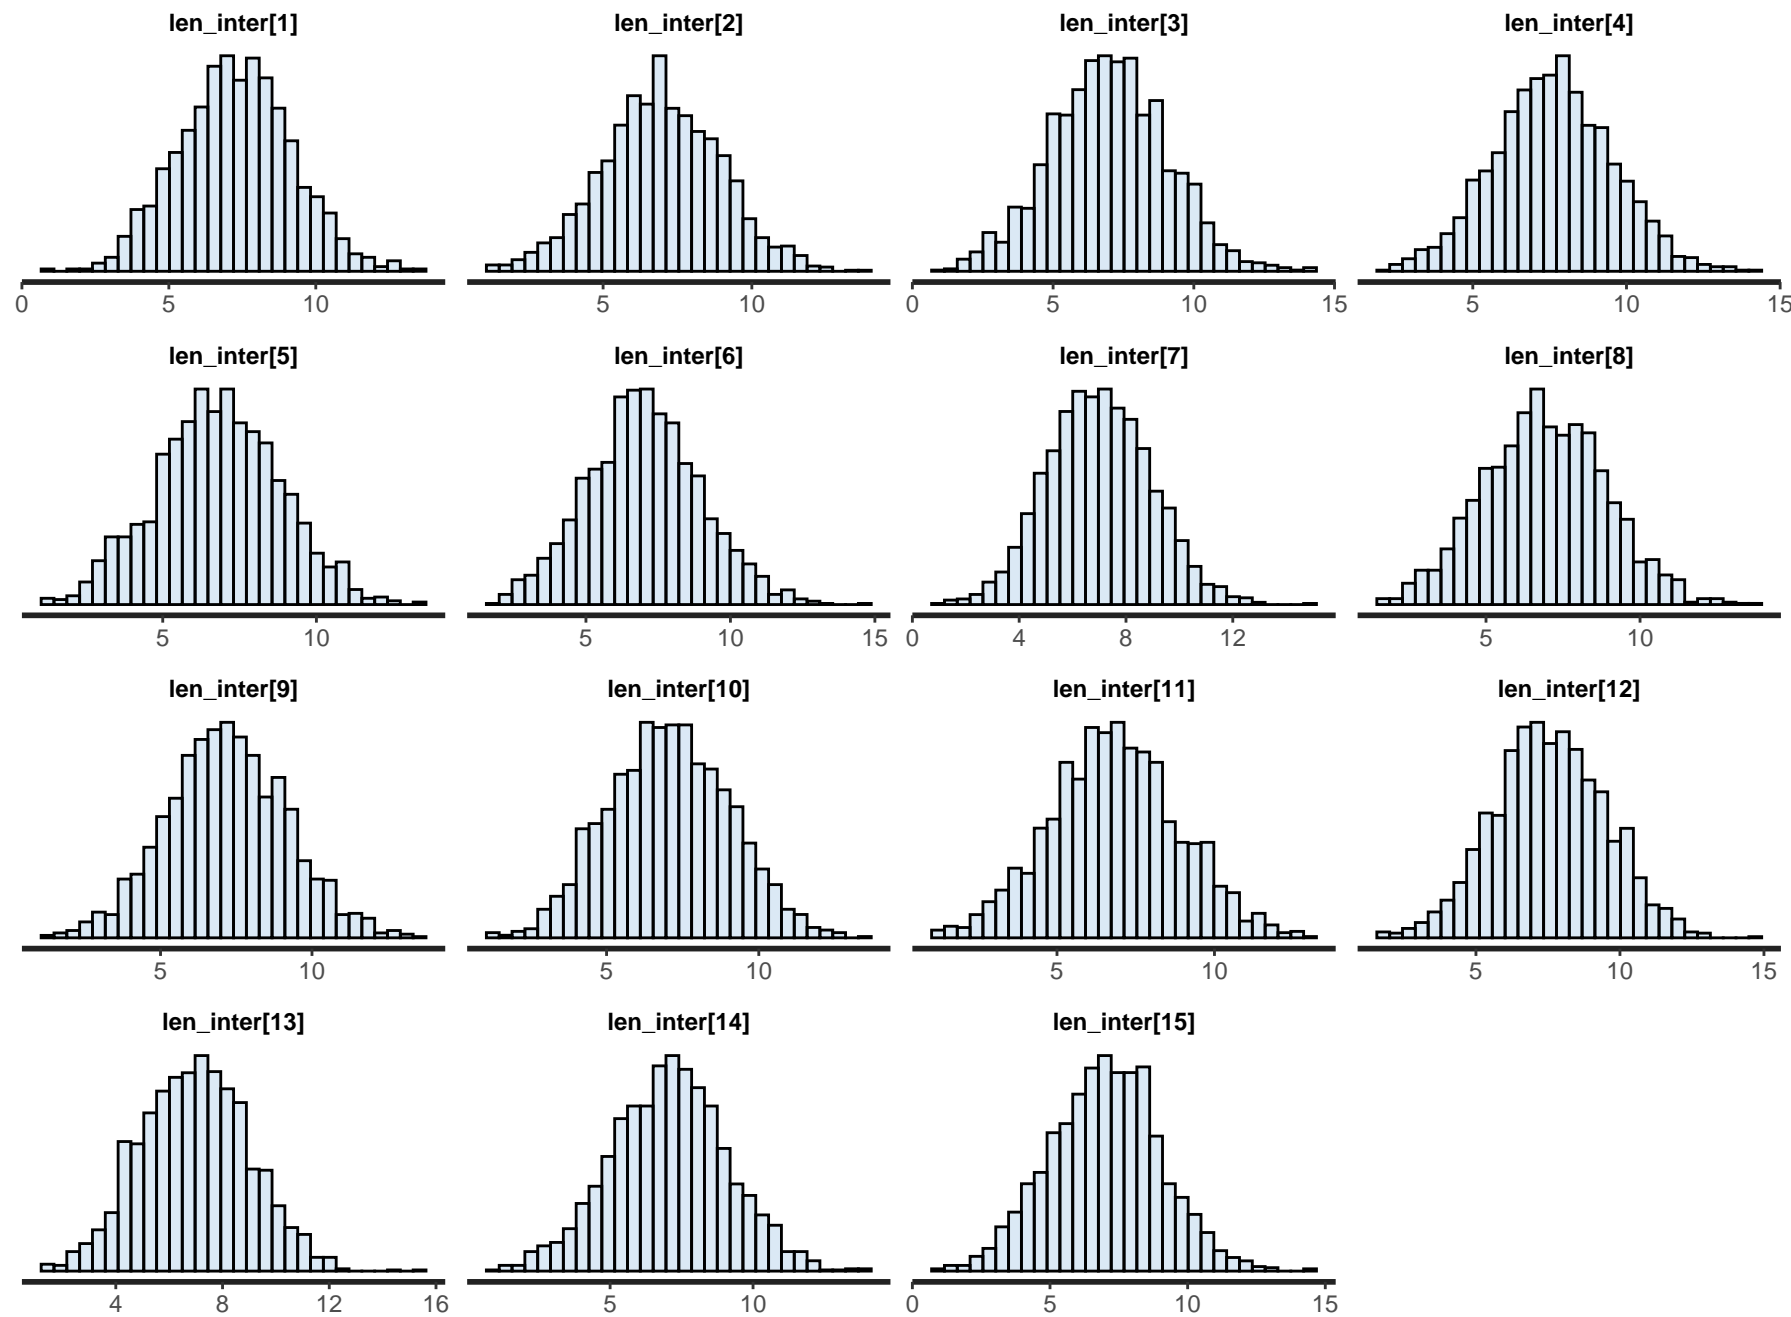 len_inter[1] len_inter[2] len_inter[3] len_inter[4]
0 5 10 5 10 0 5 10 15 5 10 15
len_inter[5] len_inter[6] len_inter[7] len_inter[8]
5 10 5 10 15 0 4 8 12 5 10
len_inter[9] len_inter[10] len_inter[11] len_inter[12]
5 10 5 10 5 10 5 10 15
len_inter[13] len_inter[14] len_inter[15]
4 8 12 16 5 10 0 5 10 15